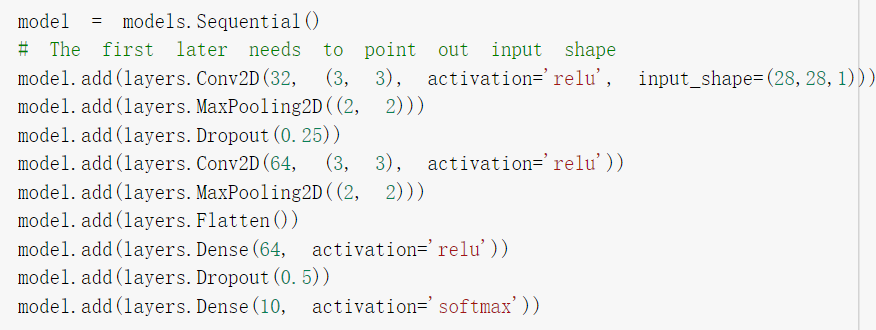 model = models.Sequential()
# The first later needs to point out input shape
model.add(layers.Conv2D(32, (3, 3), activation='relu', input_shape=(28,28,1)))
model.add(layers.MaxPooling2D((2, 2)))
model.add(layers.Dropout(0.25))
model.add(layers.Conv2D(64, (3, 3), activation='relu'))
model.add(layers.MaxPooling2D((2, 2)))
model.add(layers.Flatten())
model.add(layers.Dense(64, activation='relu'))
model.add(layers.Dropout(0.5))
model.add(layers.Dense(10, activation='softmax'))